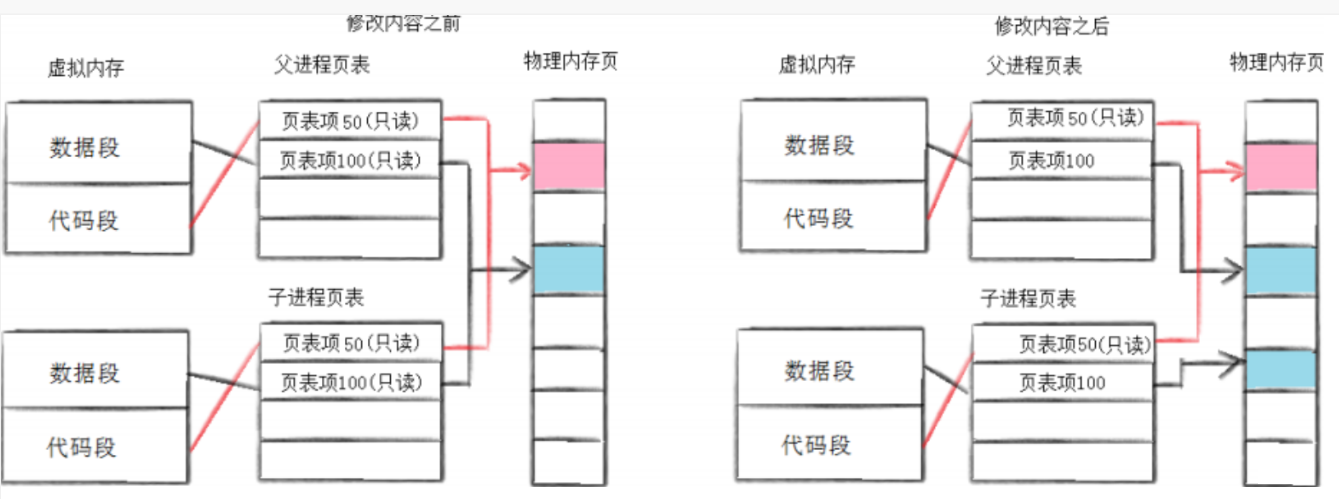 修改内容之前
虚拟内存
父进程页表
物理内存页
数据段
代码段
页表项 50(只读)
页表项100(只读)
子进程页表
数据段
代码段
页表项 50(只读)
页表项100(只读)
修改内容之后
虚拟内存
父进程页表
物理内存页
数据段
代码段
页表项 50(只读)
页表项100
子进程页表
数据段
代码段
页表项50(只读)
页表项100